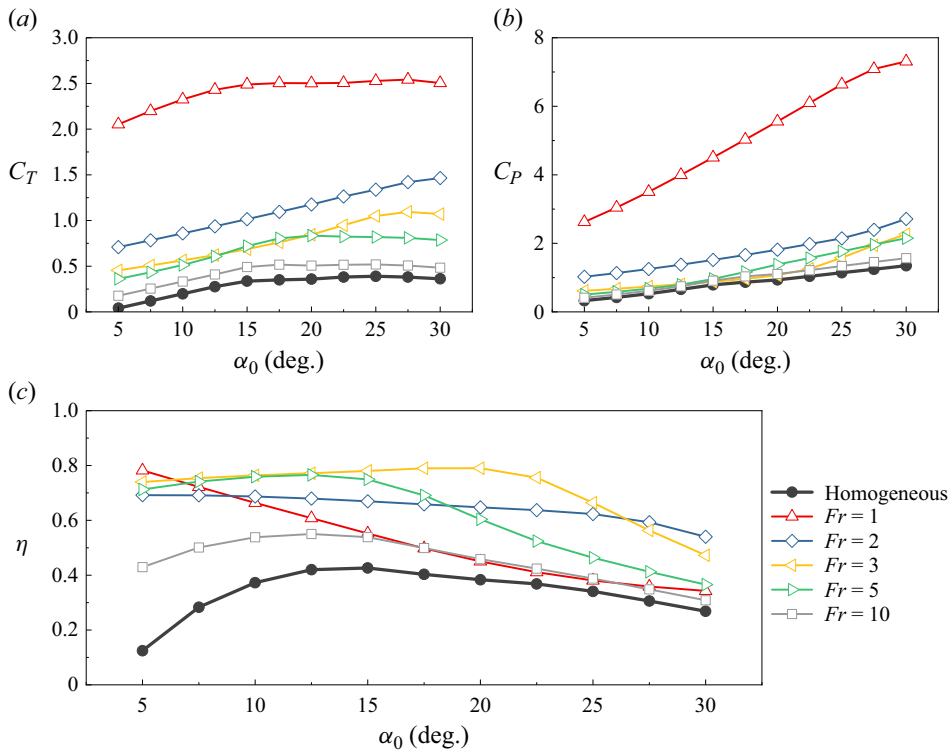 (a)
3.0
2.5
2.0
1.5
1.0
0.5
0
C_T
5 10 15 20 25 30
α0 (deg.)
(b)
8
6
4
2
0
C_P
5 10 15 20 25 30
α0 (deg.)
(c)
1.0
0.8
0.6
0.4
0.2
0
η
5 10 15 20 25 30
α0 (deg.)
Homogeneous
Fr = 1
Fr = 2
Fr = 3
Fr = 5
Fr = 10